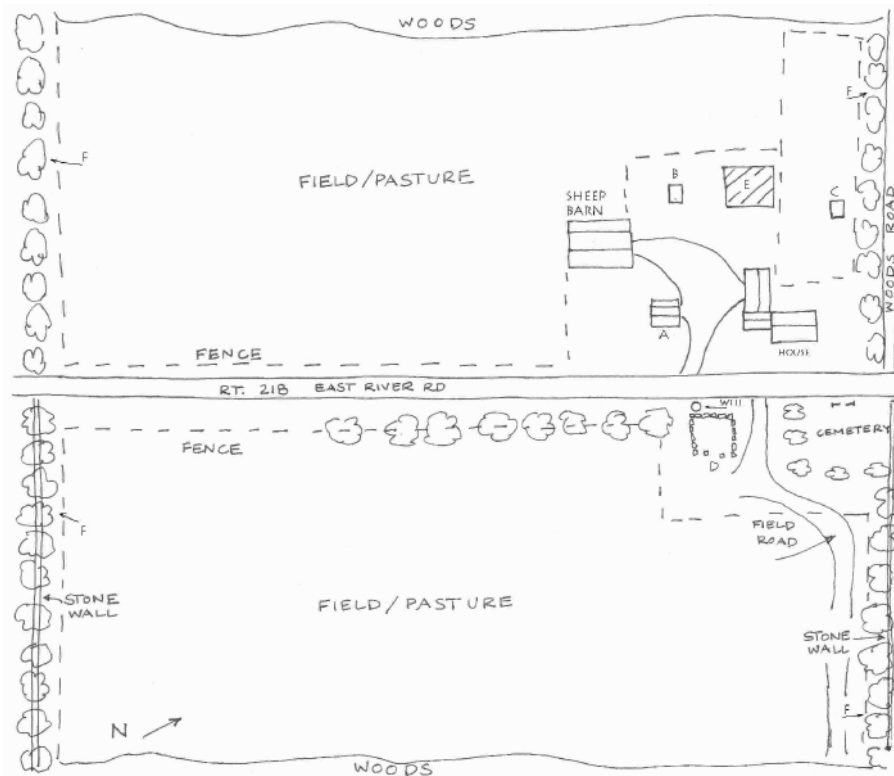 WOODS
F
F
FIELD/PASTURE
B
E
C
SHEEP
BARN
WOODS ROAD
A
HOUSE
FENCE
RT. 21B EAST RIVER RD
CEMETERY
FENCE
D
F
FIELD
ROAD
STONE
WALL
FIELD/PASTURE
STONE
WALL
F
N
WOODS